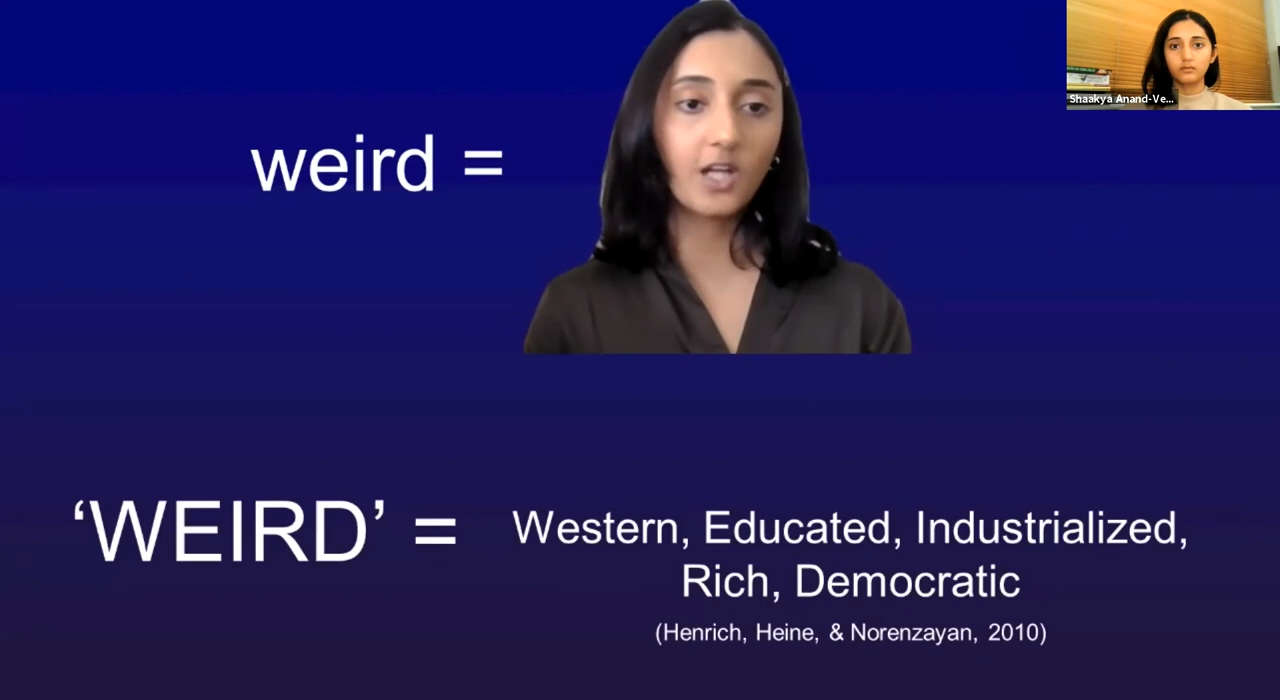 weird =
Shaakya Anand-Ve...
‘WEIRD’ =
Western, Educated, Industrialized,
Rich, Democratic
(Henrich, Heine, & Norenzayan, 2010)